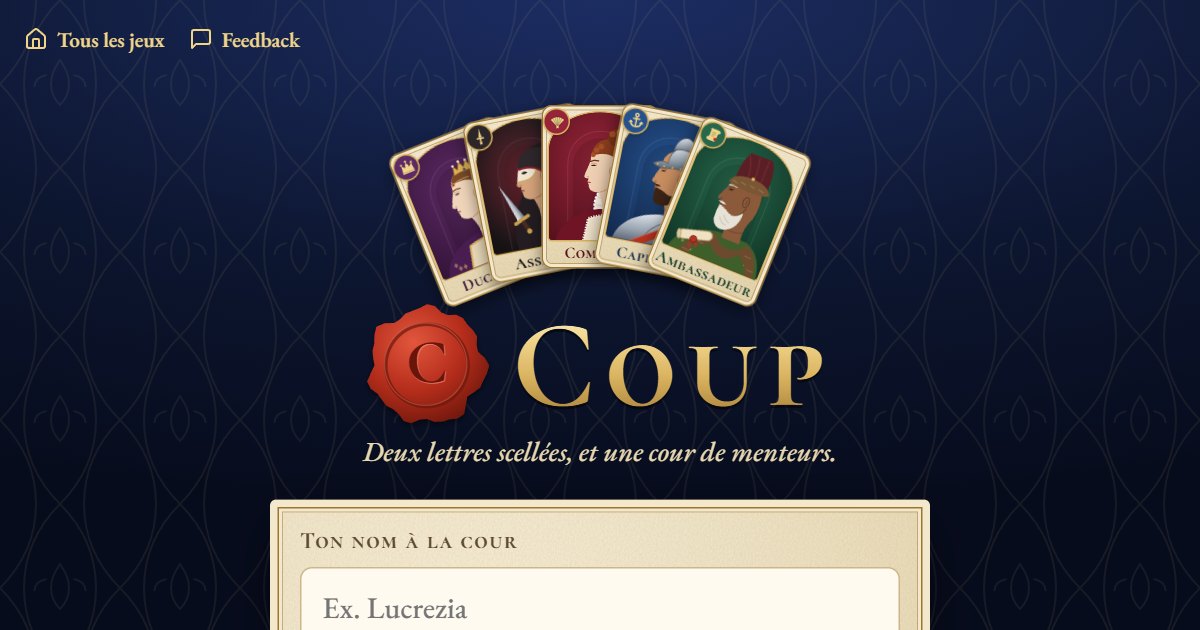 Tous les jeux
Feedback
Ambassadeur
C
Coup
Deux lettres scellées, et une cour de menteurs.
Ton nom à la cour
Ex. Lucrezia